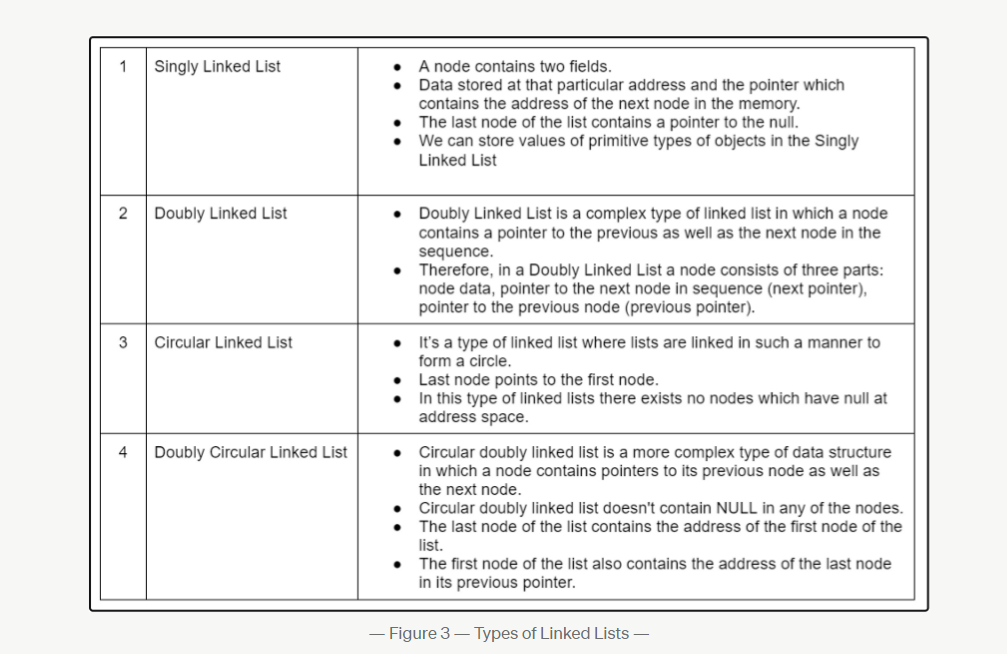 1 Singly Linked List ● A node contains two fields.
● Data stored at that particular address and the pointer which
contains the address of the next node in the memory.
● The last node of the list contains a pointer to the null.
● We can store values of primitive types of objects in the Singly
Linked List
2 Doubly Linked List ● Doubly Linked List is a complex type of linked list in which a node
contains a pointer to the previous as well as the next node in the
sequence.
● Therefore, in a Doubly Linked List a node consists of three parts:
node data, pointer to the next node in sequence (next pointer),
pointer to the previous node (previous pointer).
3 Circular Linked List ● It's a type of linked list where lists are linked in such a manner to
form a circle.
● Last node points to the first node.
● In this type of linked lists there exists no nodes which have null at
address space.
4 Doubly Circular Linked List ● Circular doubly linked list is a more complex type of data structure
in which a node contains pointers to its previous node as well as
the next node.
● Circular doubly linked list doesn't contain NULL in any of the nodes.
● The last node of the list contains the address of the first node of the
list.
● The first node of the list also contains the address of the last node
in its previous pointer.
— Figure 3 — Types of Linked Lists —